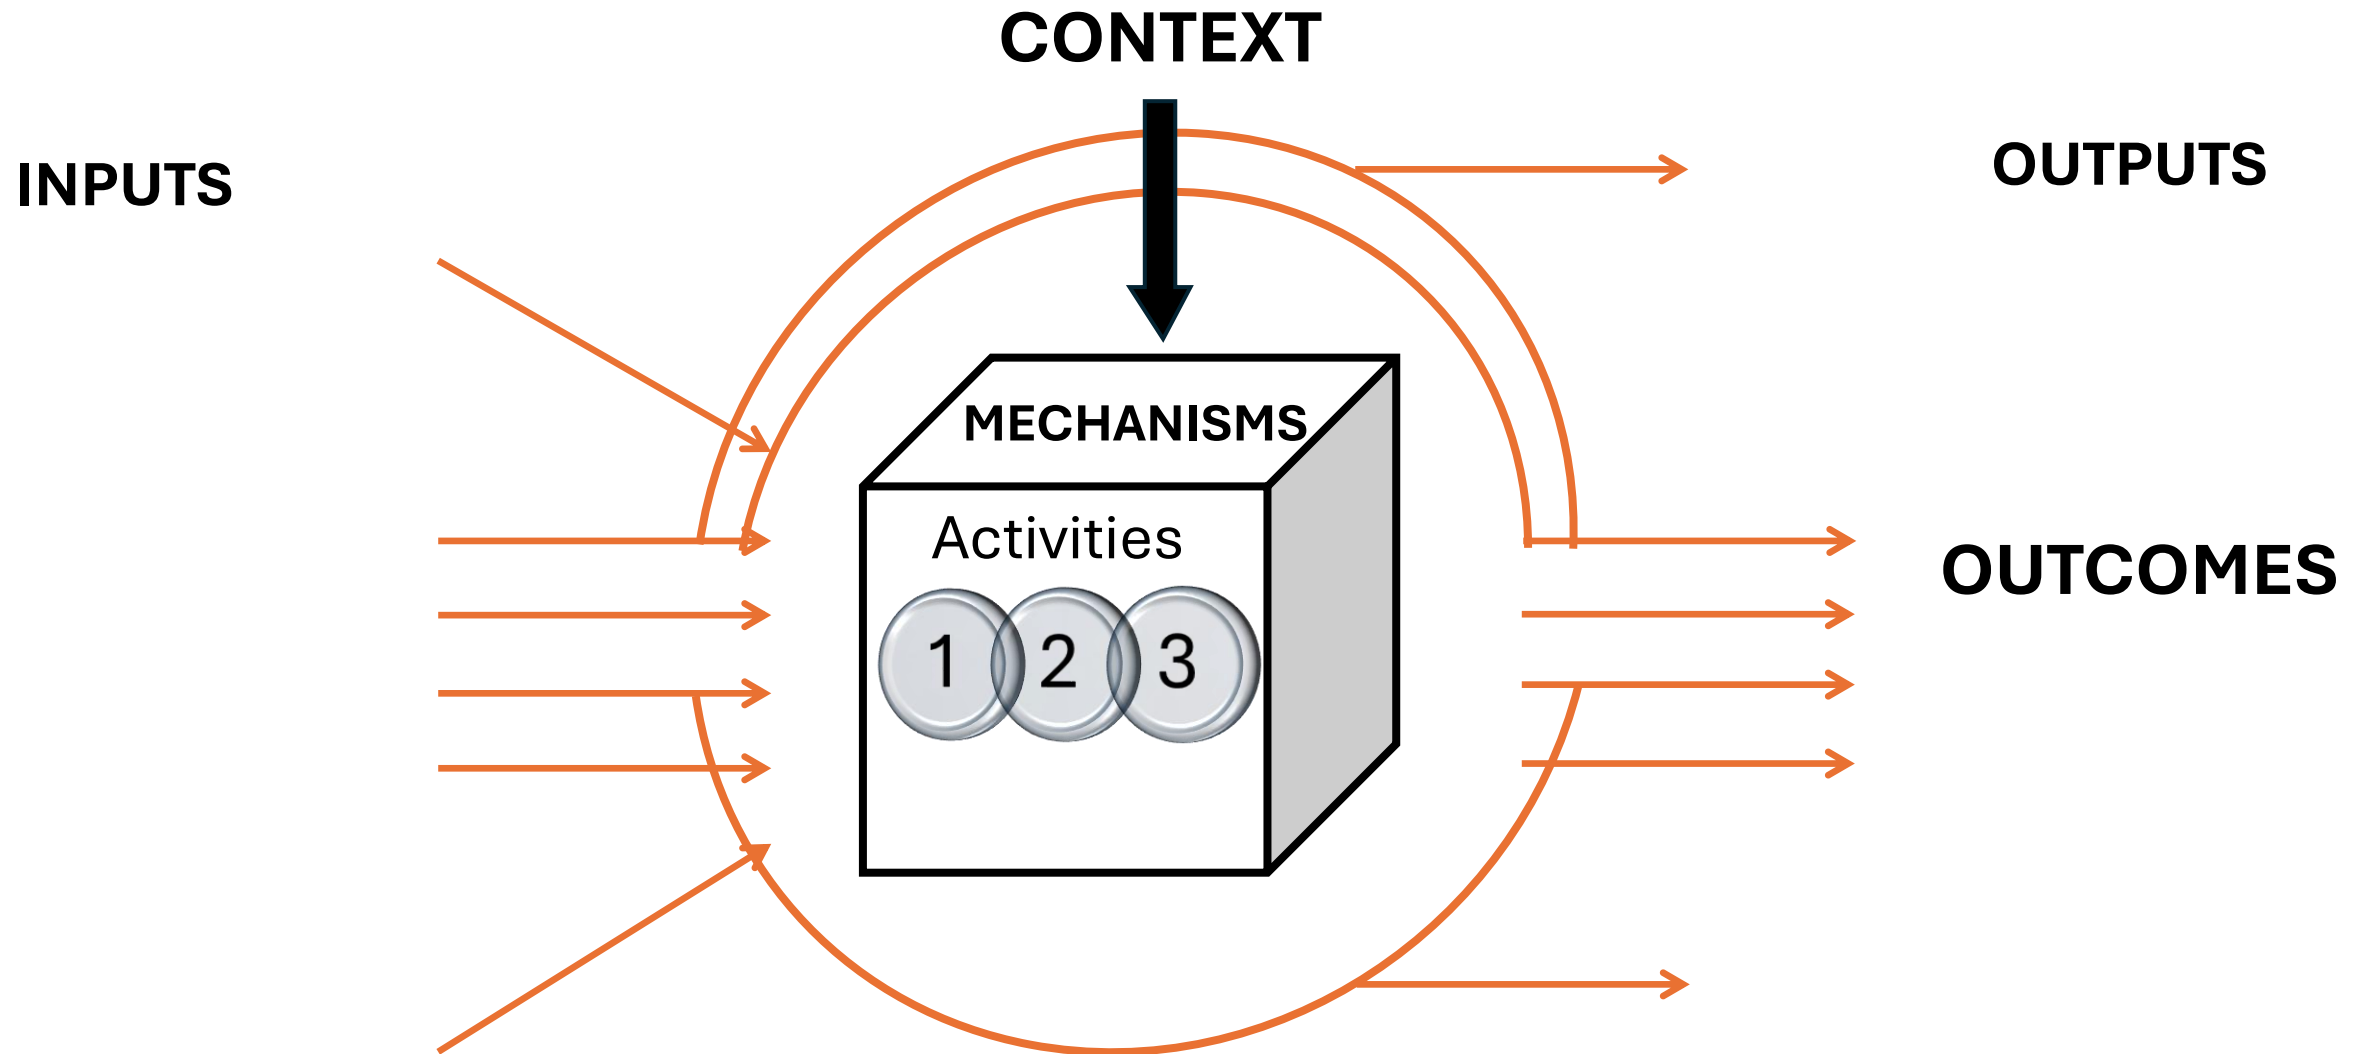 CONTEXT
INPUTS
OUTPUTS
MECHANISMS
Activities
1 2 3
OUTCOMES